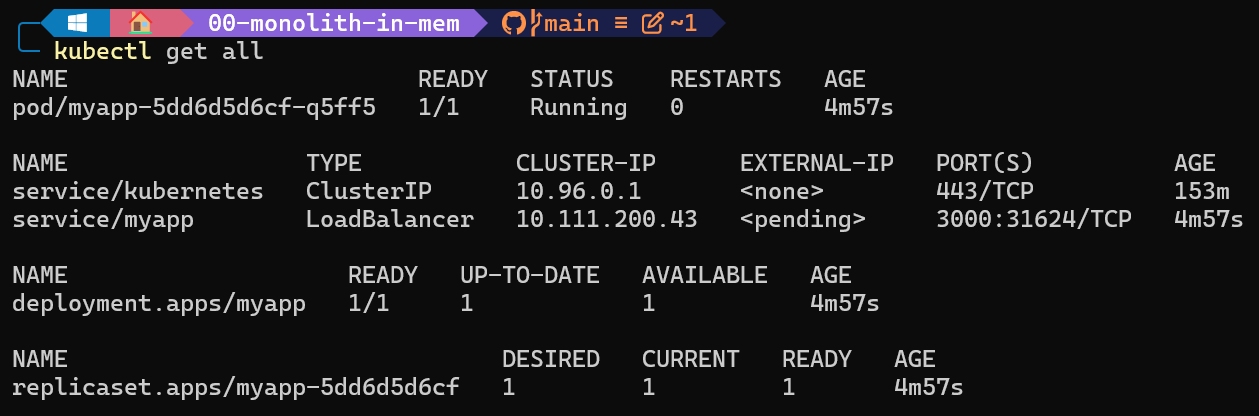 00-monolith-in-mem main ≡ ~1
kubectl get all
NAME READY STATUS RESTARTS AGE
pod/myapp-5dd6d5d6cf-q5ff5 1/1 Running 0 4m57s
NAME TYPE CLUSTER-IP EXTERNAL-IP PORT(S) AGE
service/kubernetes ClusterIP 10.96.0.1 <none> 443/TCP 153m
service/myapp LoadBalancer 10.111.200.43 <pending> 3000:31624/TCP 4m57s
NAME READY UP-TO-DATE AVAILABLE AGE
deployment.apps/myapp 1/1 1 1 4m57s
NAME DESIRED CURRENT READY AGE
replicaset.apps/myapp-5dd6d5d6cf 1 1 1 4m57s